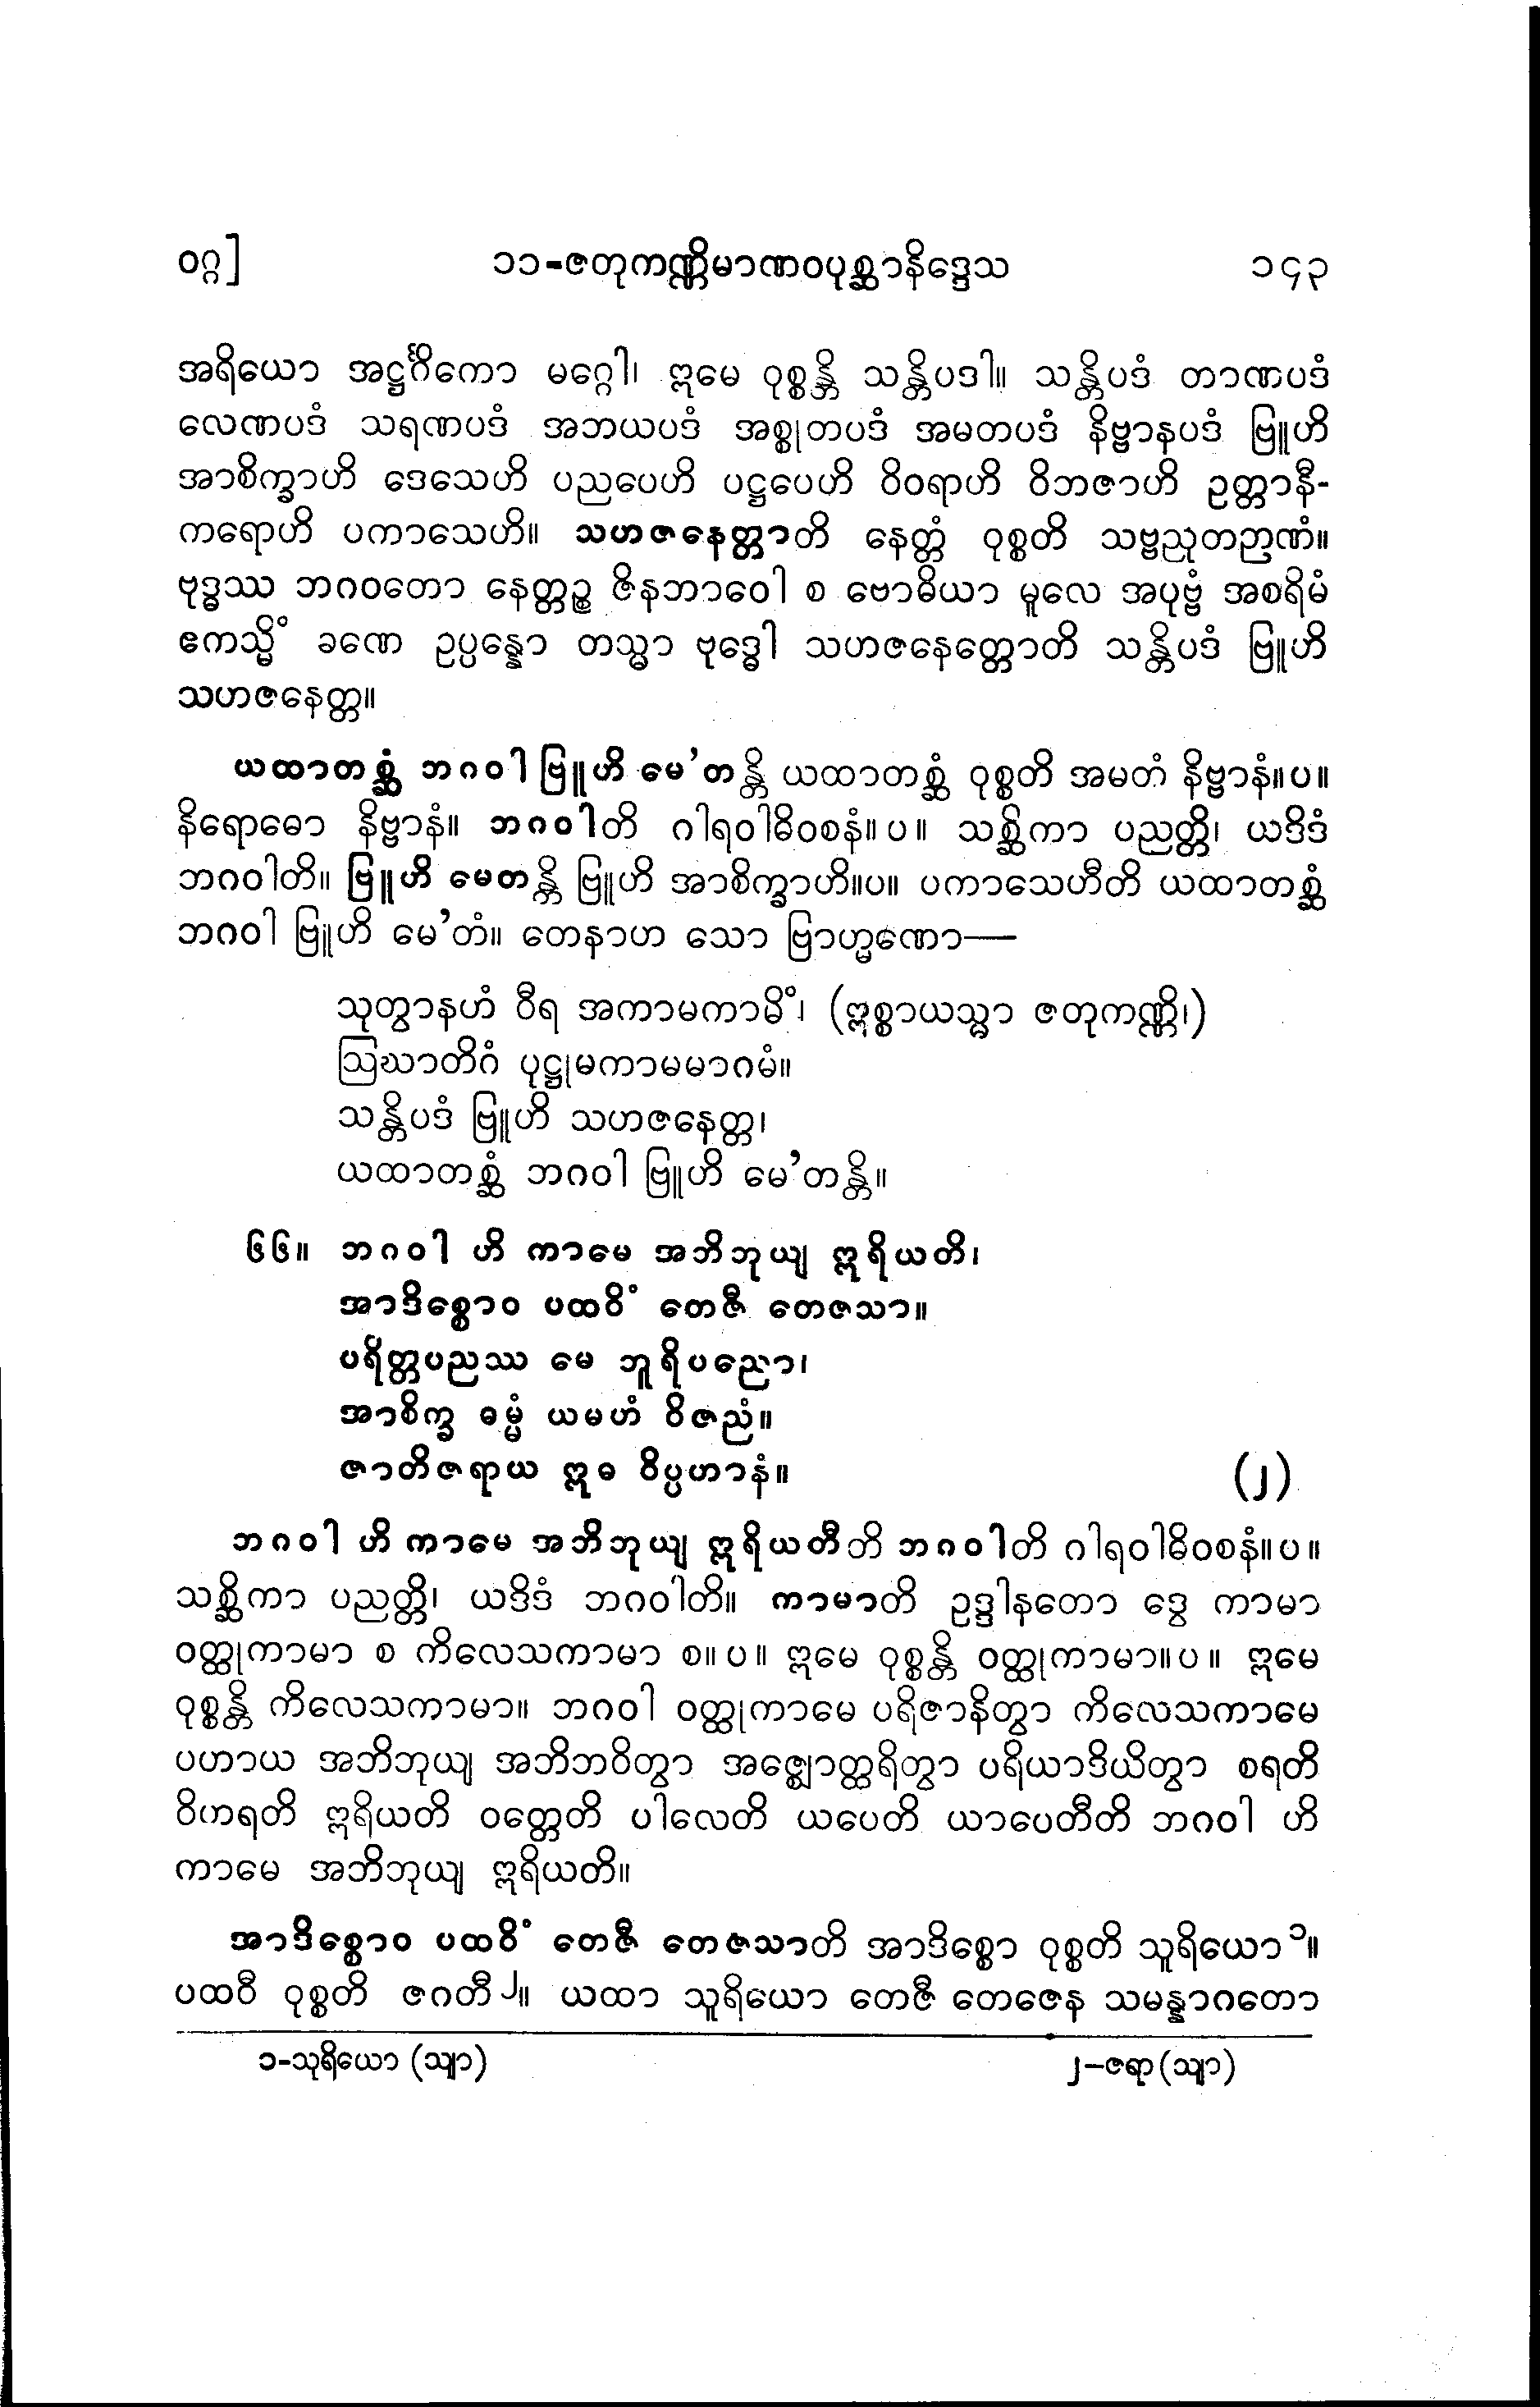 ဝဂ္ဂ] ၁၁-ဇတုကဏ္ဏိမာဏဝပုစ္ဆာနိဒ္ဒေသ ၁၄၃
အရိယော အဋ္ဌင်္ဂိကော မဂ္ဂေါ၊ ဣမေ ဝုစ္စန္တိ သန္တိပဒါ။ သန္တိပဒံ တာဏပဒံ
လေဏပဒံ သရဏပဒံ အဘယပဒံ အစ္စုတပဒံ အမတပဒံ နိဗ္ဗာနပဒံ ဗြူဟိ
အာစိက္ခာဟိ ဒေသေဟိ ပညပေဟိ ပဋ္ဌပေဟိ ဝိဝရာဟိ ဝိဘဇာဟိ ဥတ္တာနီ-
ကရောဟိ ပကာသေဟိ။ သဟဇနေတ္တာတိ နေတ္တံ ဝုစ္စတိ သဗ္ဗညုတဉာဏံ။
ဗုဒ္ဓဿ ဘဂဝတော နေတ္တဉ္စ ဇိနဘာဝေါ စ ဗောဓိယာ မူလေ အပုဗ္ဗံ အစရိမံ
ဧကသ္မိံ ခဏေ ဥပ္ပန္နော တသ္မာ ဗုဒ္ဓေါ သဟဇနေတ္တောတိ သန္တိပဒံ ဗြူဟိ
သဟဇနေတ္တ။
ယထာတစ္ဆံ ဘဂဝါ ဗြူဟိ မေ’တန္တိ ယထာတစ္ဆံ ဝုစ္စတိ အမတံ နိဗ္ဗာနံ။ပ။
နိရောဓော နိဗ္ဗာနံ။ ဘဂဝါတိ ဂါရဝါဓိဝစနံ။ပ။ သစ္ဆိကာ ပညတ္တိ၊ ယဒိဒံ
ဘဂဝါတိ။ ဗြူဟိ မေတန္တိ ဗြူဟိ အာစိက္ခာဟိ။ပ။ ပကာသေဟီတိ ယထာတစ္ဆံ
ဘဂဝါ ဗြူဟိ မေ’တံ။ တေနာဟ သော ဗြာဟ္မဏော—
သုတွာနဟံ ဝီရ အကာမကာမိံ၊ (ဣစ္စာယသ္မာ ဇတုကဏ္ဏိ၊)
ဩဃာတိဂံ ပုဋ္ဌုမကာမမာဂမံ။
သန္တိပဒံ ဗြူဟိ သဟဇနေတ္တ၊
ယထာတစ္ဆံ ဘဂဝါ ဗြူဟိ မေ’တန္တိ။
၆၆။ ဘဂဝါ ဟိ ကာမေ အဘိဘုယျ ဣရိယတိ၊
အာဒိစ္စောဝ ပထဝိံ တေဇီ တေဇသာ။
ပရိတ္တပညဿ မေ ဘူရိပညော၊
အာစိက္ခ ဓမ္မံ ယမဟံ ဝိဇညံ။
ဇာတိဇရာယ ဣဓ ဝိပ္ပဟာနံ။ (၂)
ဘဂဝါ ဟိ ကာမေ အဘိဘုယျ ဣရိယတီတိ ဘဂဝါတိ ဂါရဝါဓိဝစနံ။ပ။
သစ္ဆိကာ ပညတ္တိ၊ ယဒိဒံ ဘဂဝါတိ။ ကာမာတိ ဥဒ္ဒါနတော ဒွေ ကာမာ
ဝတ္ထုကာမာ စ ကိလေသကာမာ စ။ပ။ ဣမေ ဝုစ္စန္တိ ဝတ္ထုကာမာ။ပ။ ဣမေ
ဝုစ္စန္တိ ကိလေသကာမာ။ ဘဂဝါ ဝတ္ထုကာမေ ပရိဇာနိတွာ ကိလေသကာမေ
ပဟာယ အဘိဘုယျ အဘိဘဝိတွာ အဇ္ဈောတ္ထရိတွာ ပရိယာဒိယိတွာ စရတိ
ဝိဟရတိ ဣရိယတိ ဝတ္တေတိ ပါလေတိ ယပေတိ ယာပေတီတိ ဘဂဝါ ဟိ
ကာမေ အဘိဘုယျ ဣရိယတိ။
အာဒိစ္စောဝ ပထဝိံ တေဇီ တေဇသာတိ အာဒိစ္စော ဝုစ္စတိ သူရိယော၁။
ပထဝီ ဝုစ္စတိ ဇဂတီ၂။ ယထာ သူရိယော တေဇီ တေဇေန သမန္နာဂတော
၁-သုရိယော (သျာ) ၂-ဇရာ (သျာ)